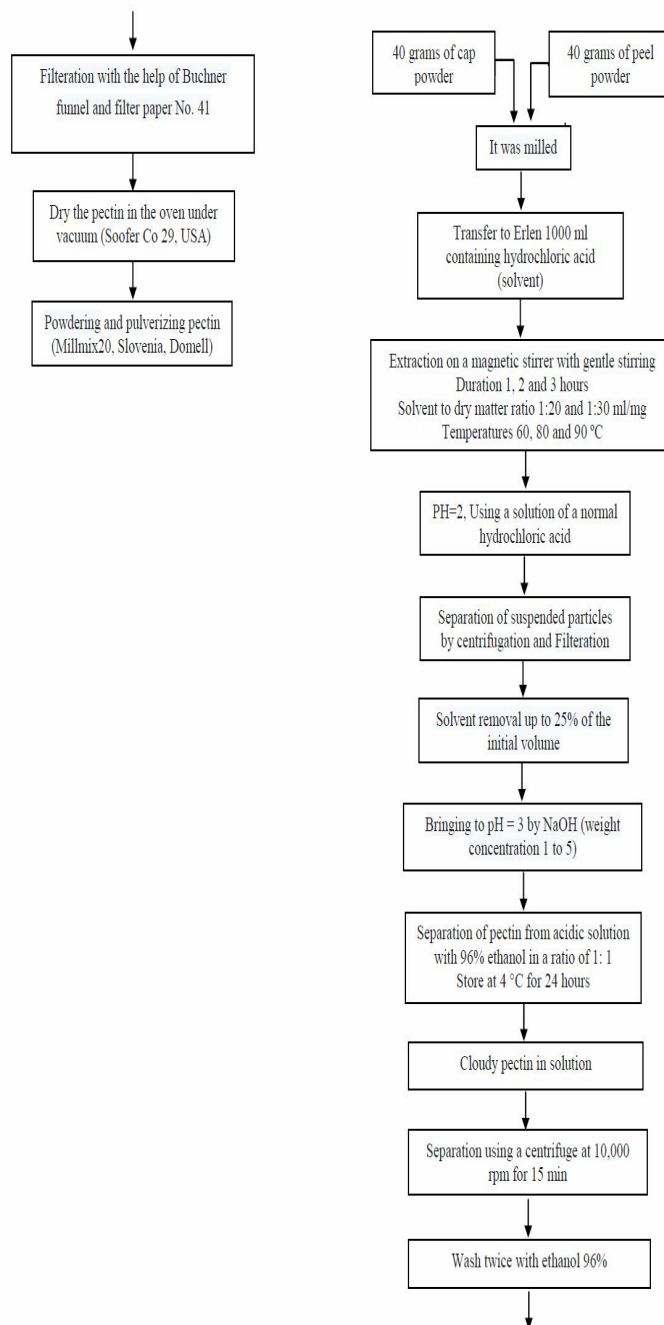 40 grams of cap
powder
40 grams of peel
powder
It was milled
Transfer to Erlen 1000 ml
containing hydrochloric acid
(solvent)
Extraction on a magnetic stirrer with gentle stirring
Duration 1, 2 and 3 hours
Solvent to dry matter ratio 1:20 and 1:30 ml/mg
Temperatures 60, 80 and 90 ºC
PH=2, Using a solution of a normal
hydrochloric acid
Separation of suspended particles
by centrifugation and Filteration
Solvent removal up to 25% of the
initial volume
Bringing to pH = 3 by NaOH (weight
concentration 1 to 5)
Separation of pectin from acidic solution
with 96% ethanol in a ratio of 1: 1
Store at 4 °C for 24 hours
Cloudy pectin in solution
Separation using a centrifuge at 10,000
rpm for 15 min
Wash twice with ethanol 96%
Filteration with the help of Buchner
funnel and filter paper No. 41
Dry the pectin in the oven under
vacuum (Soofer Co 29, USA)
Powdering and pulverizing pectin
(Millmix20, Slovenia, Domell)